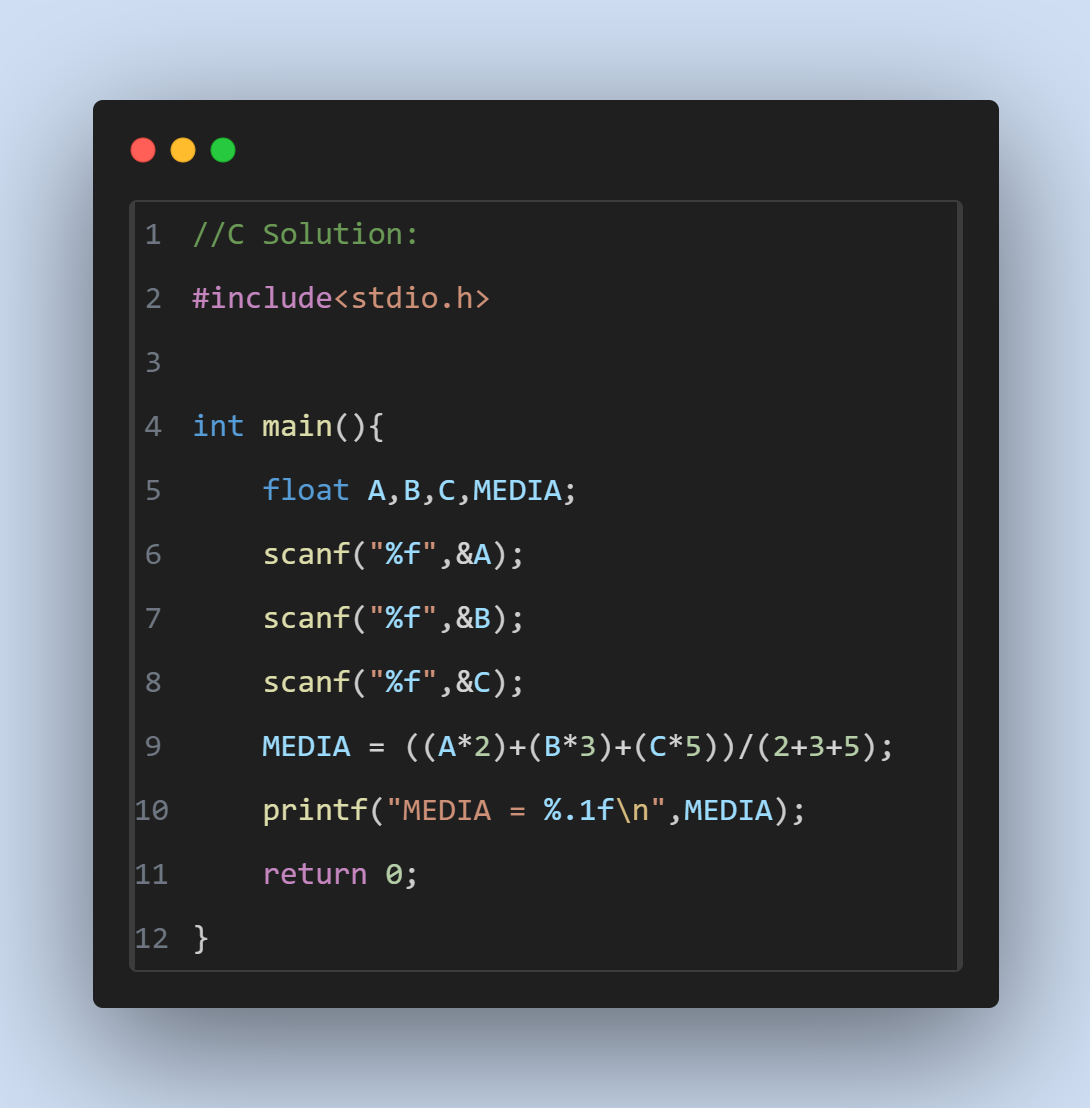 1 //C Solution:
2 #include<stdio.h>
3
4 int main(){
5     float A,B,C,MEDIA;
6     scanf("%f",&A);
7     scanf("%f",&B);
8     scanf("%f",&C);
9     MEDIA = ((A*2)+(B*3)+(C*5))/(2+3+5);
10     printf("MEDIA = %.1f\n",MEDIA);
11     return 0;
12 }